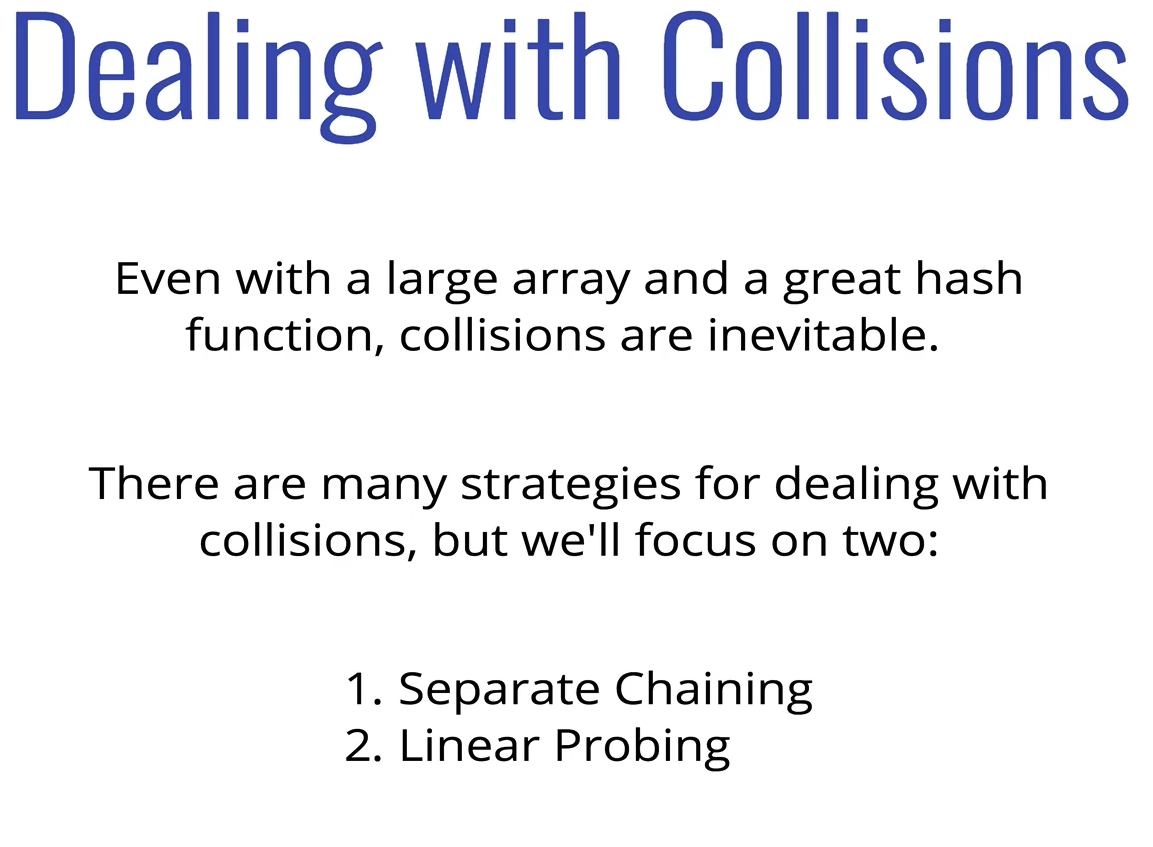 Dealing with Collisions
Even with a large array and a great hash
function, collisions are inevitable.
There are many strategies for dealing with
collisions, but we'll focus on two:
1. Separate Chaining
2. Linear Probing